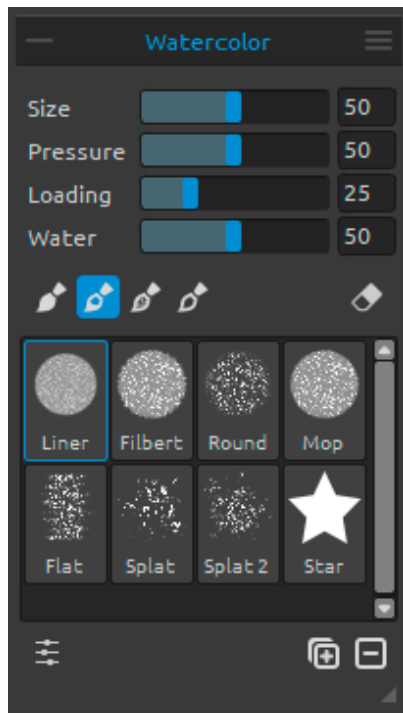 Watercolor
Size 50
Pressure 50
Loading 25
Water 50
Liner Filbert Round Mop
Flat Splat Splat 2 Star